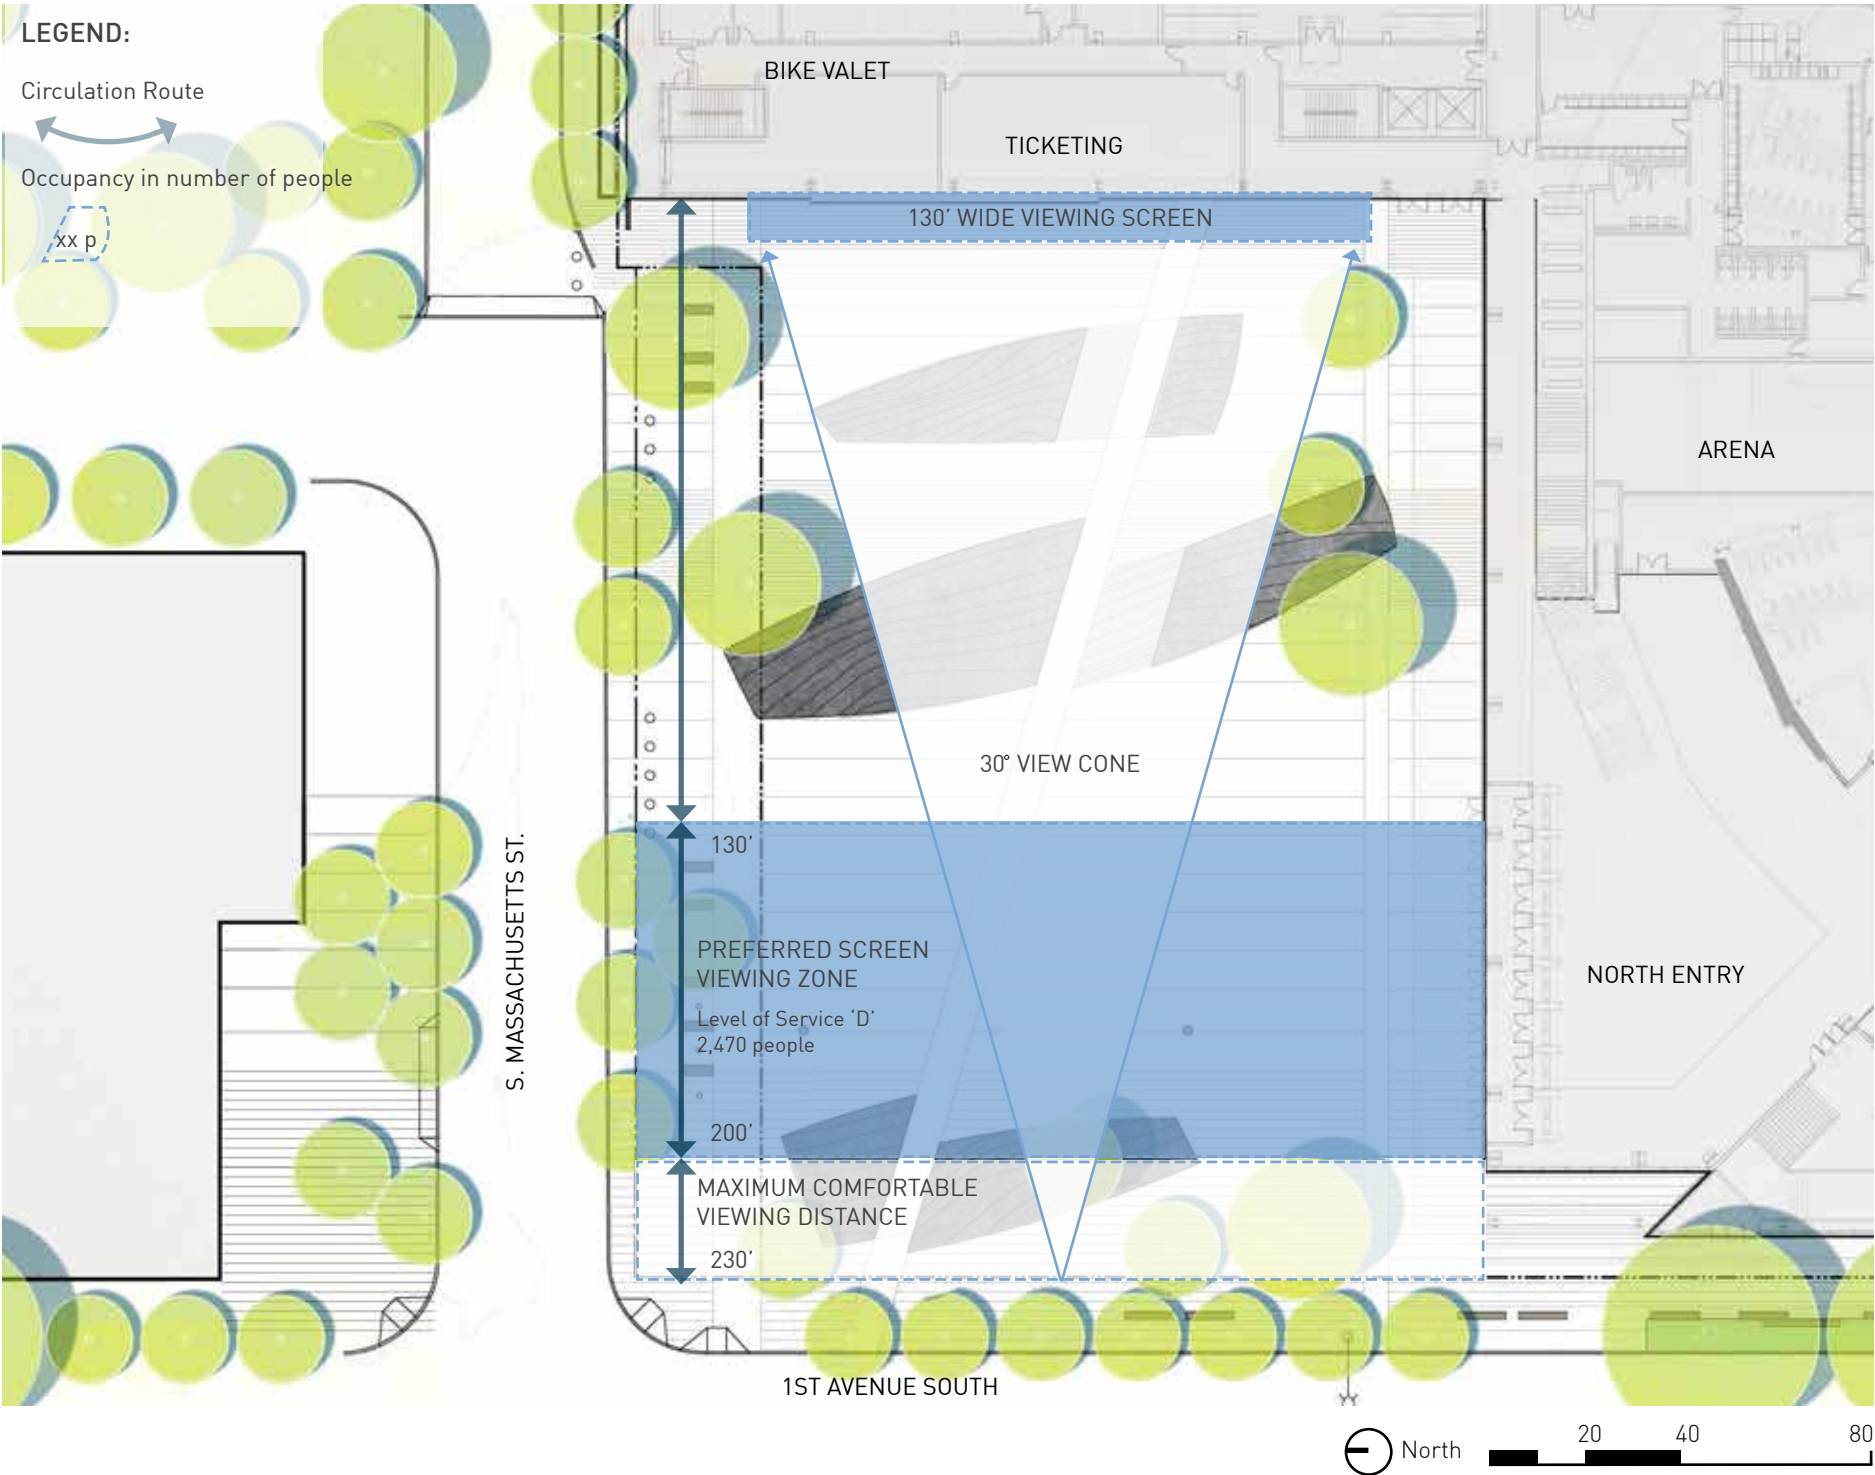 LEGEND:
Circulation Route
Occupancy in number of people
xx p
BIKE VALET
TICKETING
130’ WIDE VIEWING SCREEN
ARENA
30° VIEW CONE
130’
PREFERRED SCREEN
VIEWING ZONE
Level of Service ‘D’
2,470 people
200’
S. MASSACHUSETTS ST.
NORTH ENTRY
MAXIMUM COMFORTABLE
VIEWING DISTANCE
230’
1ST AVENUE SOUTH
North
20 40 80